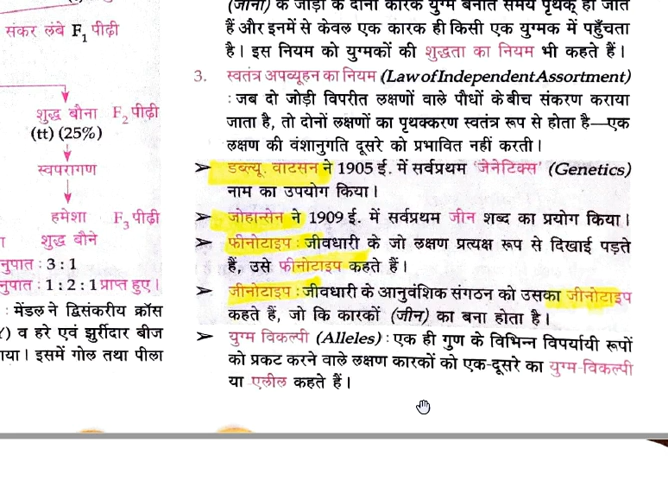 संकर लंबे F₁ पीढ़ी
शुद्ध बौना F₂ पीढ़ी
(tt) (25%)
स्वपरागण
हमेशा F₃ पीढ़ी
शुद्ध बौने
नुपात : 3 : 1
नुपात : 1 : 2 : 1 प्राप्त हुए।
: मेंडल ने द्विसंकरीय क्रॉस
) व हरे एवं झुर्रीदार बीज
गया। इसमें गोल तथा पीला
(जीनों) के जोड़ों के दोनों कारक युग्म बनाते समय पृथक् हो जाते
हैं और इनमें से केवल एक कारक ही किसी एक युग्मक में पहुँचता
है। इस नियम को युग्मकों की शुद्धता का नियम भी कहते हैं।
3. स्वतंत्र अपव्यूहन का नियम (Law of Independent Assortment)
: जब दो जोड़ी विपरीत लक्षणों वाले पौधों के बीच संकरण कराया
जाता है, तो दोनों लक्षणों का पृथक्करण स्वतंत्र रूप से होता है—एक
लक्षण की वंशानुगति दूसरे को प्रभावित नहीं करती।
➤ डब्ल्यू. वाटसन ने 1905 ई. में सर्वप्रथम 'जेनेटिक्स' (Genetics)
नाम का उपयोग किया।
➤ जोहान्सेन ने 1909 ई. में सर्वप्रथम जीन शब्द का प्रयोग किया।
➤ फीनोटाइप : जीवधारी के जो लक्षण प्रत्यक्ष रूप से दिखाई पड़ते
हैं, उसे फीनोटाइप कहते हैं।
➤ जीनोटाइप : जीवधारी के आनुवंशिक संगठन को उसका जीनोटाइप
कहते हैं, जो कि कारकों (जीन) का बना होता है।
➤ युग्म विकल्पी (Alleles) : एक ही गुण के विभिन्न विपर्यायी रूपों
को प्रकट करने वाले लक्षण कारकों को एक-दूसरे का युग्म-विकल्पी
या एलील कहते हैं।